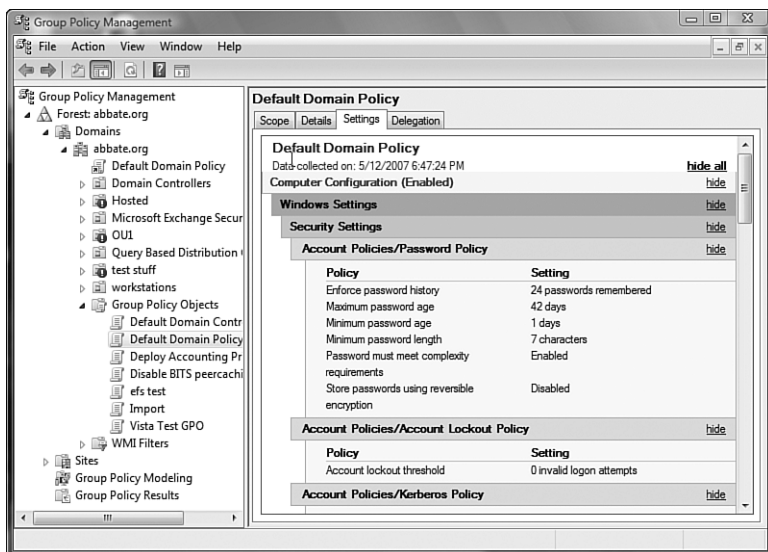 Group Policy Management
File Action View Window Help
Group Policy Management
Forest: abbate.org
Domains
abbate.org
Default Domain Policy
Domain Controllers
Hosted
Microsoft Exchange Secur
OU1
Query Based Distribution
test stuff
workstations
Group Policy Objects
Default Domain Contr
Default Domain Policy
Deploy Accounting Pr
Disable BITS peercachi
efs test
Import
Vista Test GPO
WMI Filters
Sites
Group Policy Modeling
Group Policy Results
Default Domain Policy
Scope Details Settings Delegation
Default Domain Policy
Data collected on: 5/12/2007 6:47:24 PM hide all
Computer Configuration (Enabled) hide
Windows Settings hide
Security Settings hide
Account Policies/Password Policy hide
Policy Setting
Enforce password history 24 passwords remembered
Maximum password age 42 days
Minimum password age 1 days
Minimum password length 7 characters
Password must meet complexity Enabled
requirements
Store passwords using reversible Disabled
encryption
Account Policies/Account Lockout Policy hide
Policy Setting
Account lockout threshold 0 invalid logon attempts
Account Policies/Kerberos Policy hide